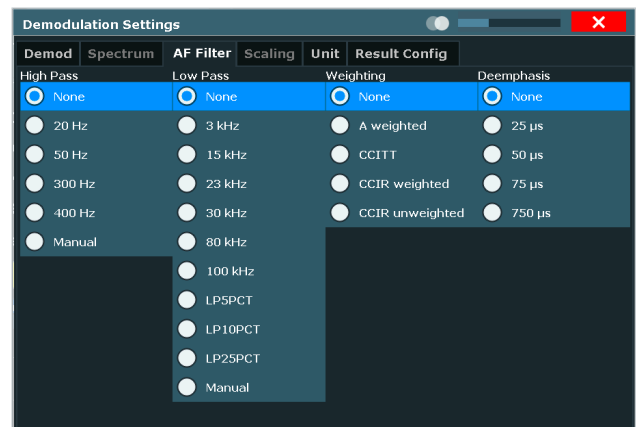 Demodulation Settings
Demod Spectrum AF Filter Scaling Unit Result Config
High Pass Low Pass Weighting Deemphasis
None None None None
20 Hz 3 kHz A weighted 25 µs
50 Hz 15 kHz CCITT 50 µs
300 Hz 23 kHz CCIR weighted 75 µs
400 Hz 30 kHz CCIR unweighted 750 µs
Manual 80 kHz
100 kHz
LP5PCT
LP10PCT
LP25PCT
Manual